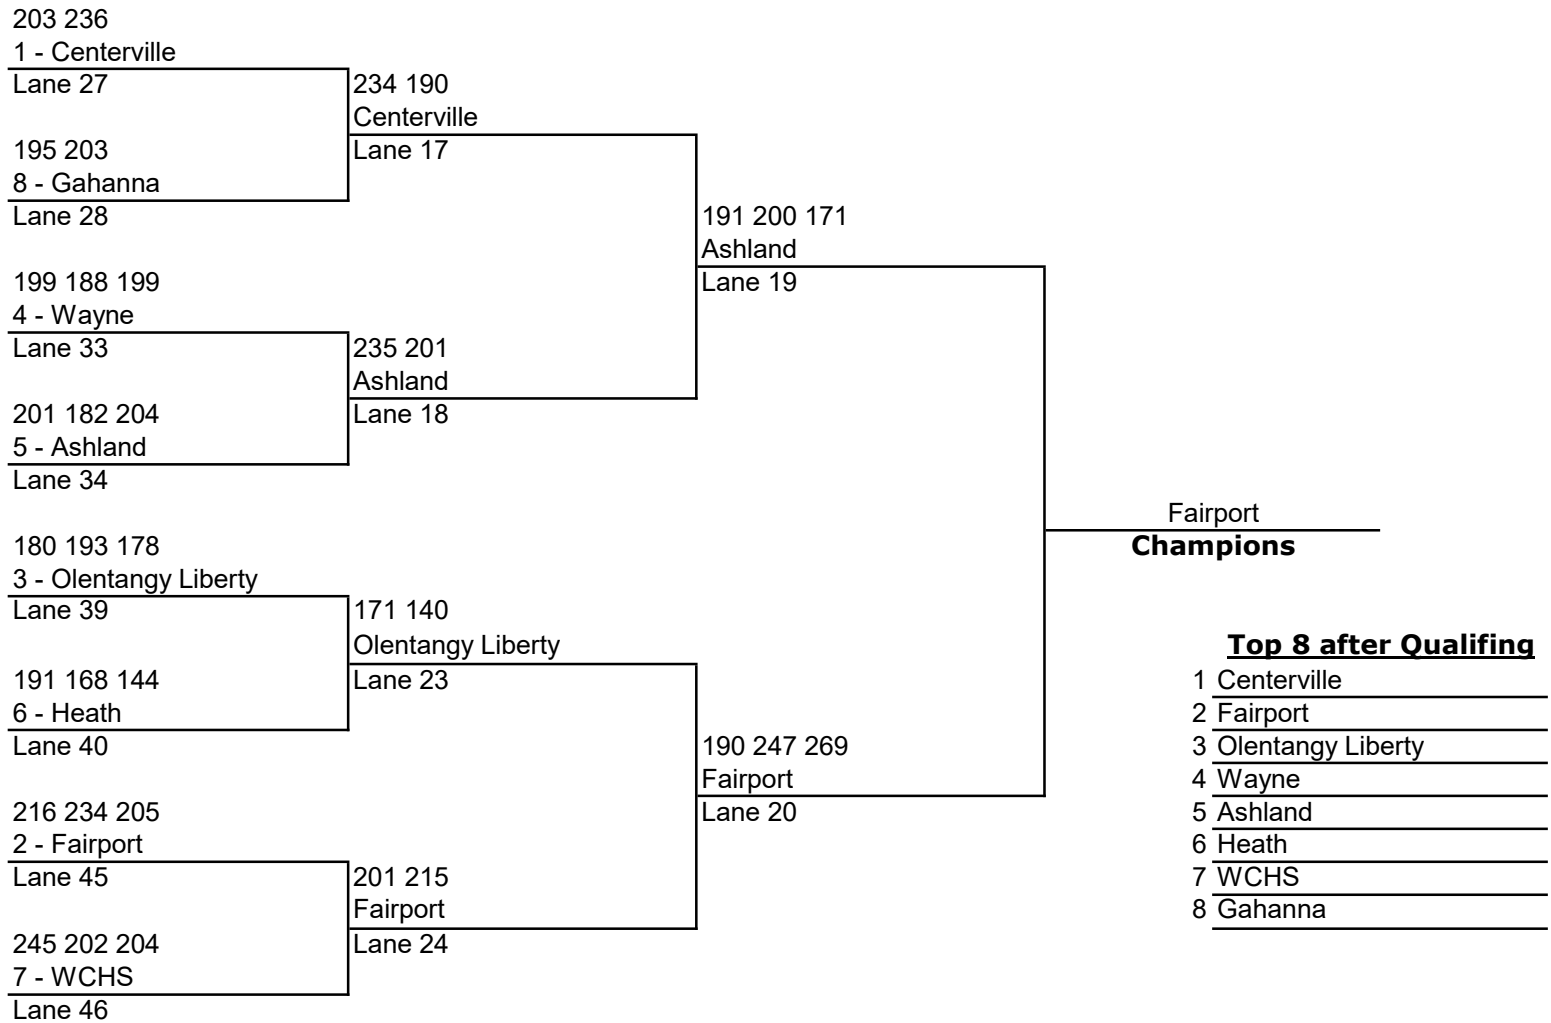 203 236
1 - Centerville
Lane 27
195 203
8 - Gahanna
Lane 28
199 188 199
4 - Wayne
Lane 33
201 182 204
5 - Ashland
Lane 34
180 193 178
3 - Olentangy Liberty
Lane 39
191 168 144
6 - Heath
Lane 40
216 234 205
2 - Fairport
Lane 45
245 202 204
7 - WCHS
Lane 46
234 190
Centerville
Lane 17
235 201
Ashland
Lane 18
171 140
Olentangy Liberty
Lane 23
201 215
Fairport
Lane 24
191 200 171
Ashland
Lane 19
190 247 269
Fairport
Lane 20
Fairport
Champions
Top 8 after Qualifing
1 Centerville
2 Fairport
3 Olentangy Liberty
4 Wayne
5 Ashland
6 Heath
7 WCHS
8 Gahanna